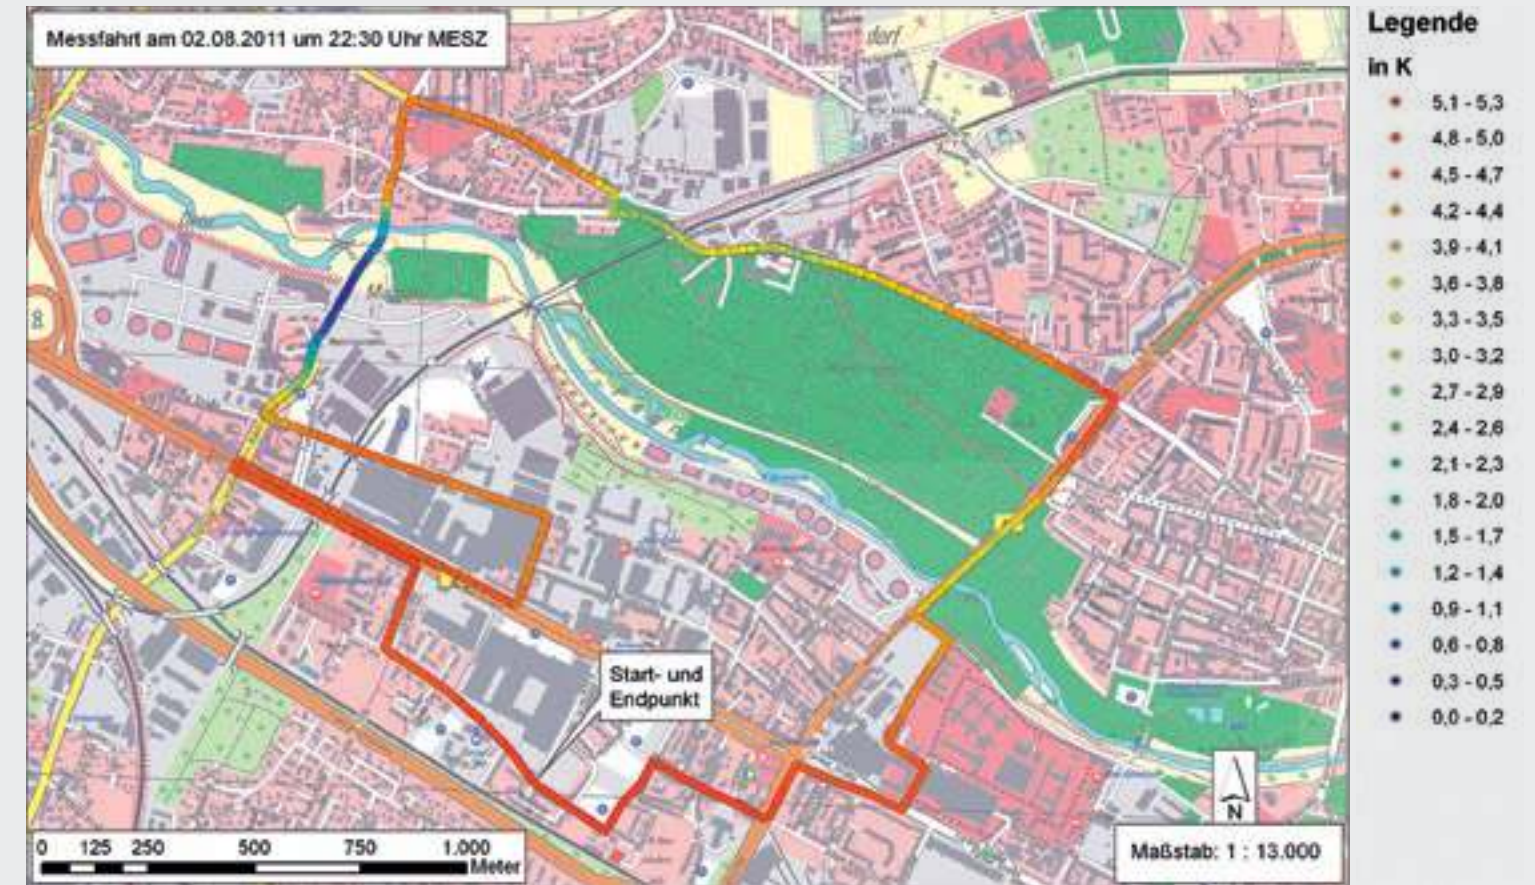 Messfahrt am 02.08.2011 um 22:30 Uhr MESZ
dorf
Start- und
Endpunkt
0 125 250 500 750 1.000
Meter
N
Maßstab: 1 : 13.000
Legende
in K
5,1 - 5,3
4,8 - 5,0
4,5 - 4,7
4,2 - 4,4
3,9 - 4,1
3,6 - 3,8
3,3 - 3,5
3,0 - 3,2
2,7 - 2,9
2,4 - 2,6
2,1 - 2,3
1,8 - 2,0
1,5 - 1,7
1,2 - 1,4
0,9 - 1,1
0,6 - 0,8
0,3 - 0,5
0,0 - 0,2